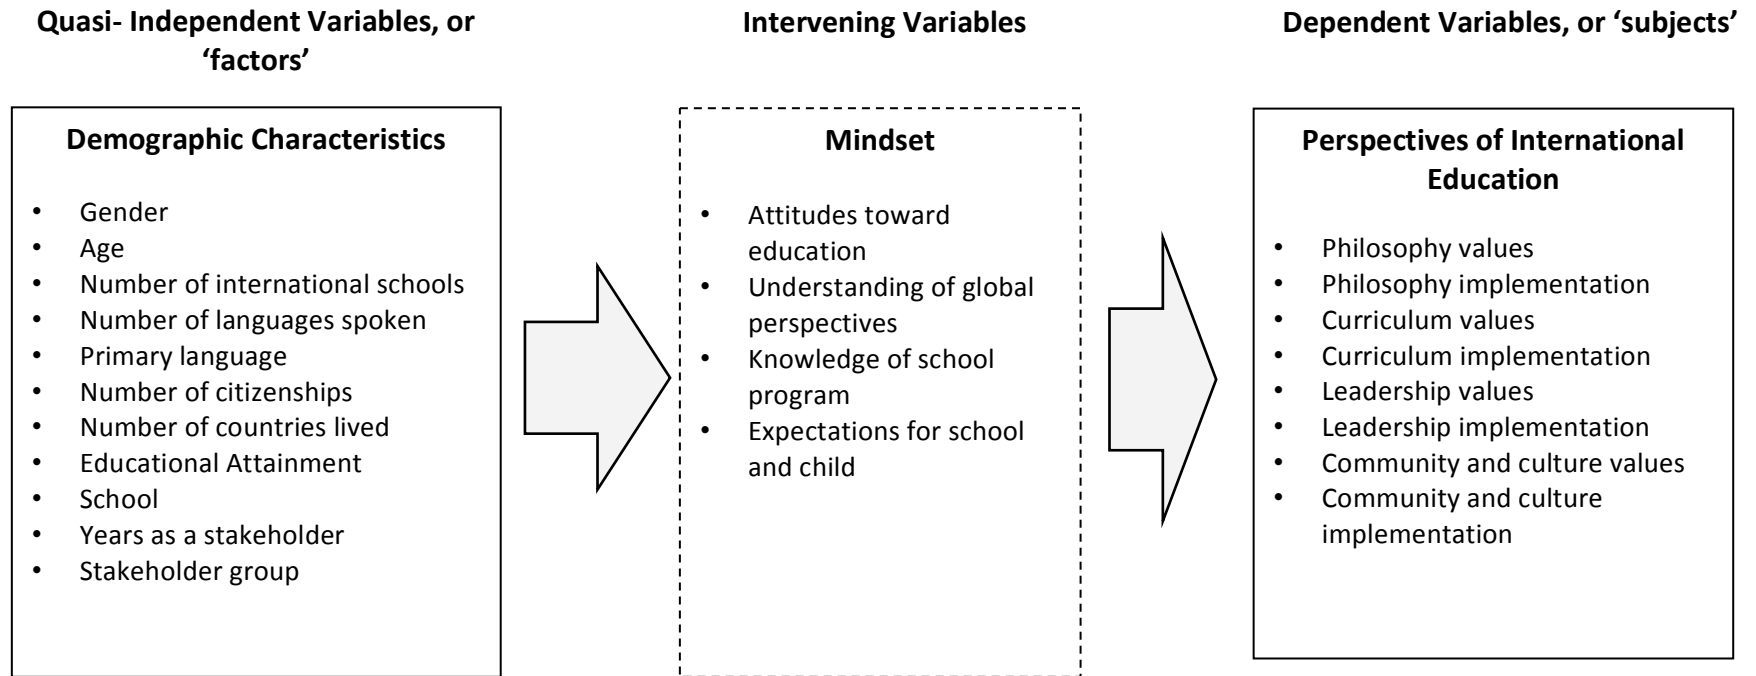 Quasi- Independent Variables, or
‘factors’
Demographic Characteristics
• Gender
• Age
• Number of international schools
• Number of languages spoken
• Primary language
• Number of citizenships
• Number of countries lived
• Educational Attainment
• School
• Years as a stakeholder
• Stakeholder group
Intervening Variables
Mindset
• Attitudes toward
education
• Understanding of global
perspectives
• Knowledge of school
program
• Expectations for school
and child
Dependent Variables, or ‘subjects’
Perspectives of International
Education
• Philosophy values
• Philosophy implementation
• Curriculum values
• Curriculum implementation
• Leadership values
• Leadership implementation
• Community and culture values
• Community and culture
implementation